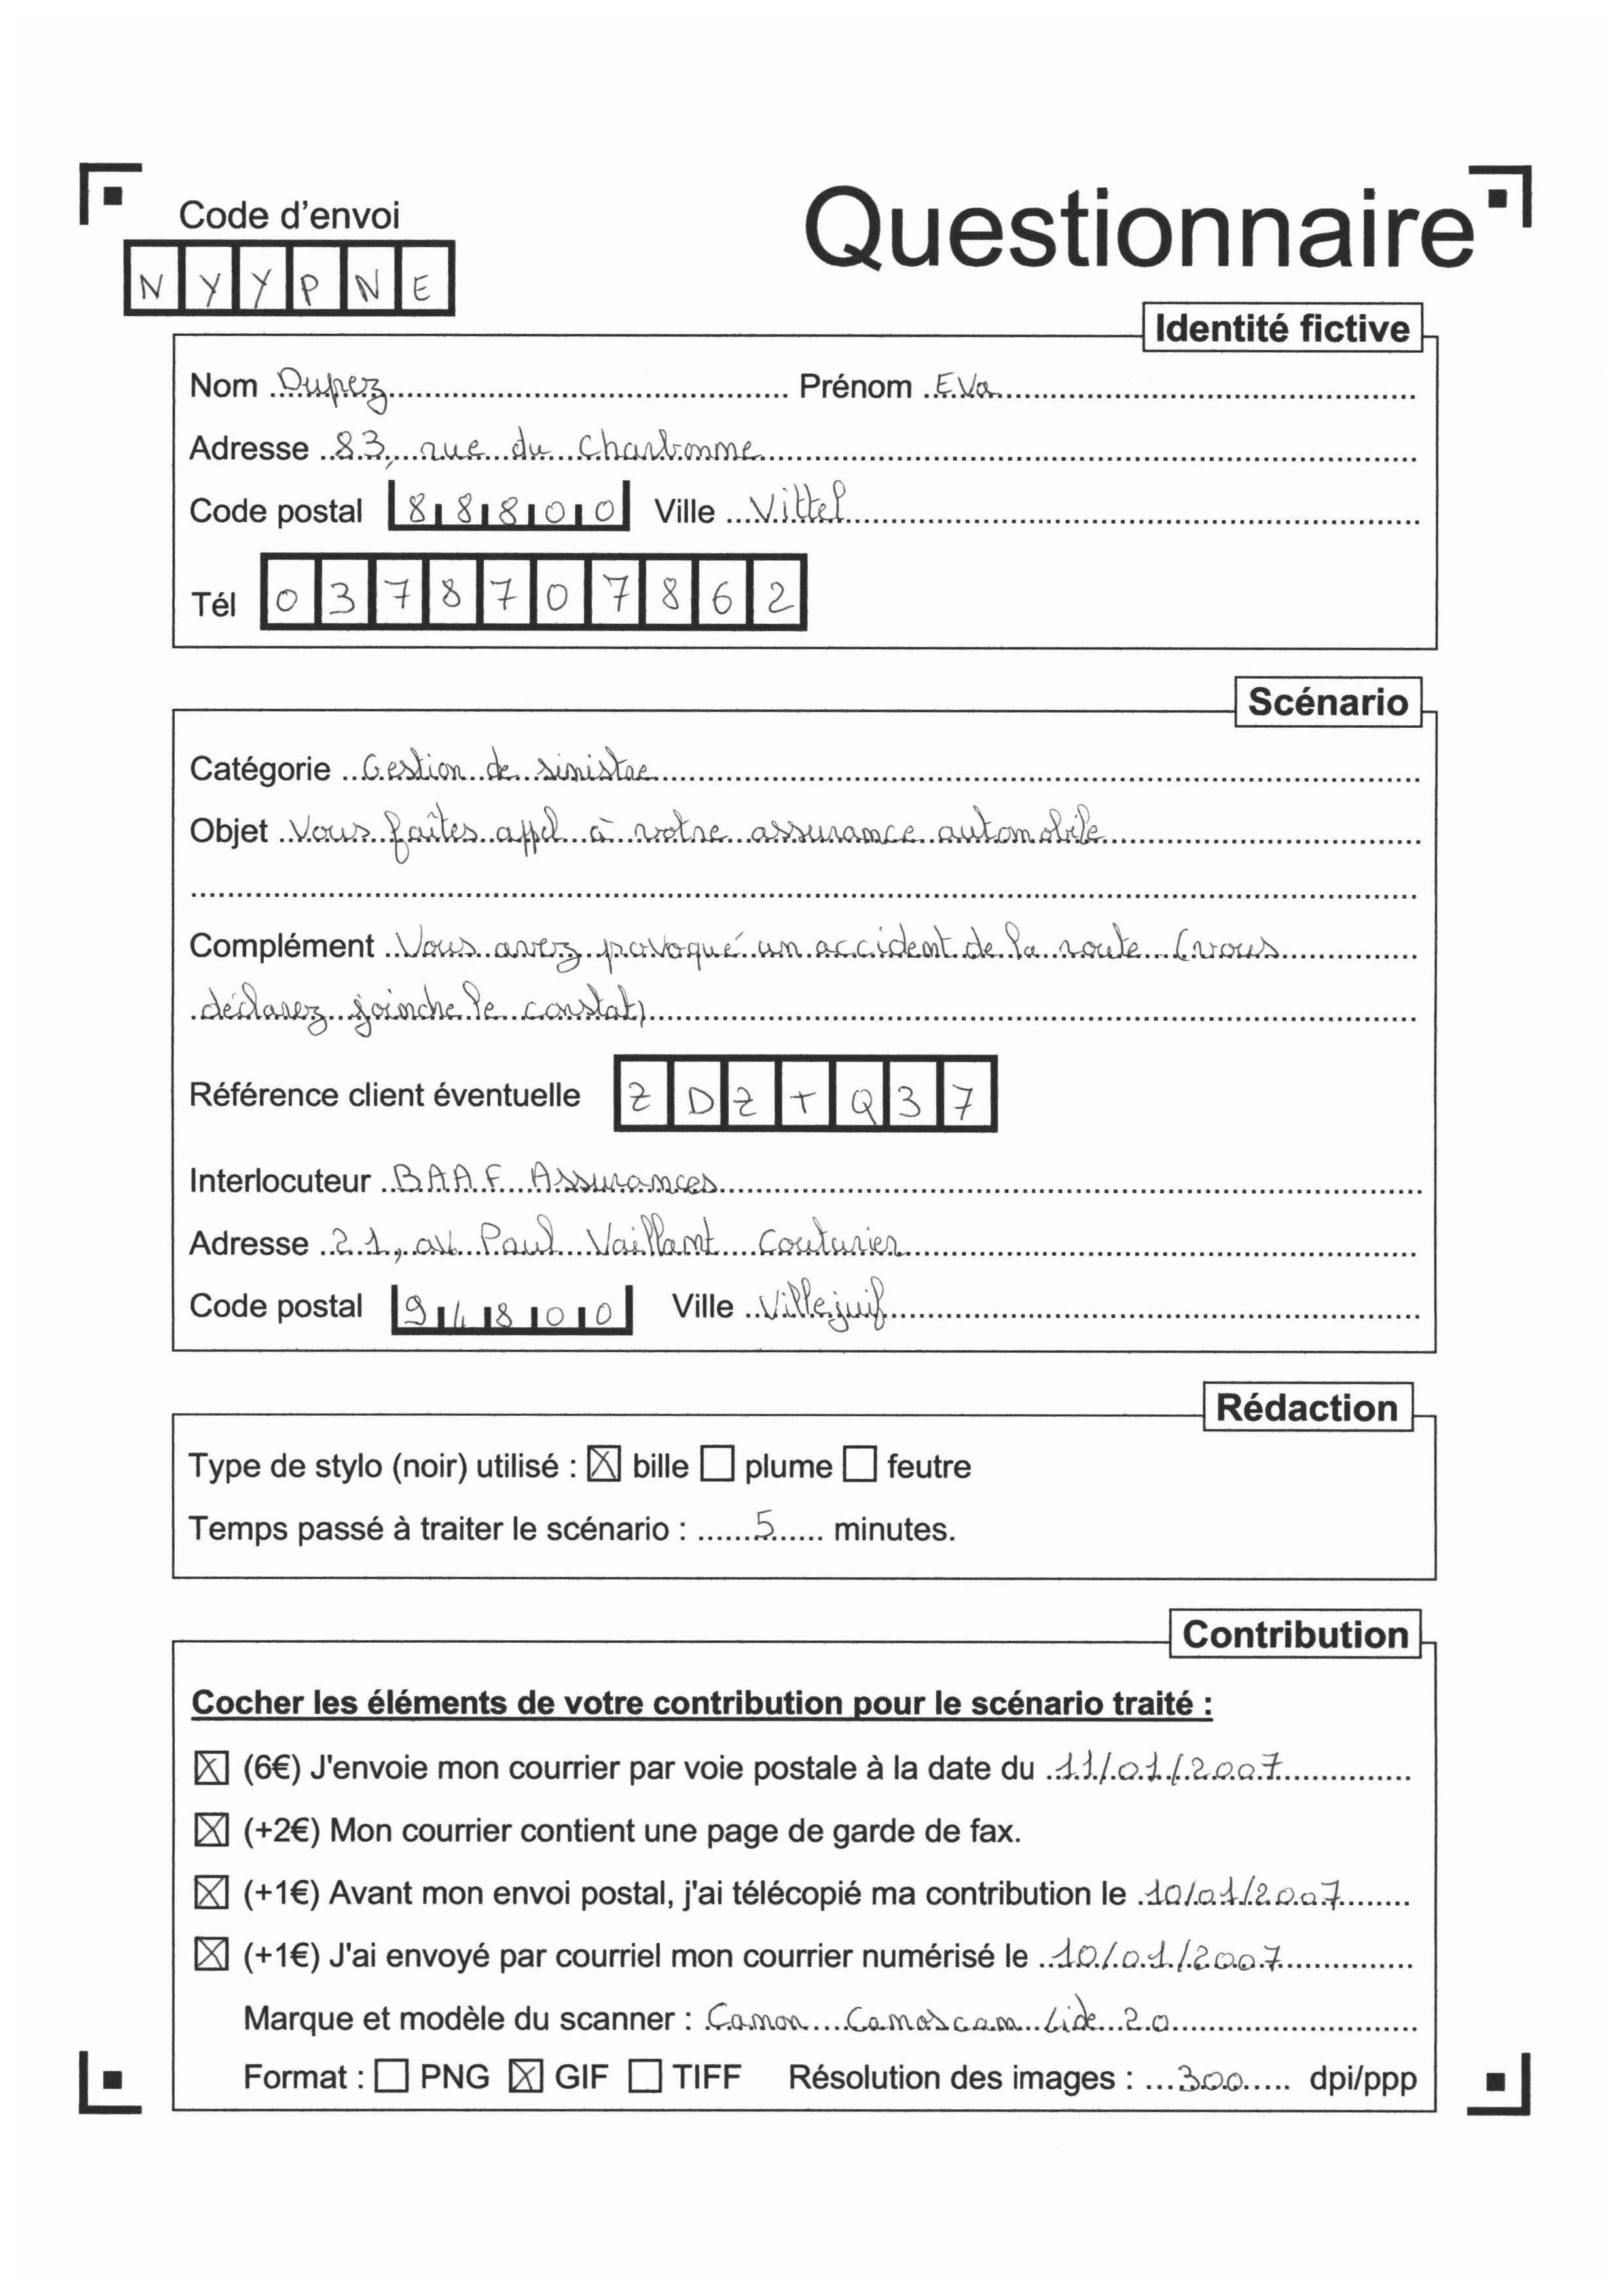 Code d'envoi
Questionnaire
NYYPNE
Identité fictive
Nom Dupez Prénom Eva
Adresse 83, rue du Charbonne
Code postal 88800 Ville Vittel
Tél 0378707862
Scénario
Catégorie Gestion de sinistre
Objet Vous faîtes appel à votre assurance automobile
Complément Vous avez provoqué un accident de la route (vous
déclarez joindre le constat)
Référence client éventuelle ZDZTQ37
Interlocuteur BAAF Assurances
Adresse 21, av. Paul Vaillant Couturier
Code postal 94800 Ville Villejuif
Rédaction
Type de stylo (noir) utilisé : ☒ bille ☐ plume ☐ feutre
Temps passé à traiter le scénario : 5 minutes.
Contribution
Cocher les éléments de votre contribution pour le scénario traité :
☒ (6€) J'envoie mon courrier par voie postale à la date du 11/01/2007
☒ (+2€) Mon courrier contient une page de garde de fax.
☒ (+1€) Avant mon envoi postal, j'ai télécopié ma contribution le 10/01/2007
☒ (+1€) J'ai envoyé par courriel mon courrier numérisé le 10/01/2007
Marque et modèle du scanner : Canon Canoscan Lide 20
Format : ☐ PNG ☒ GIF ☐ TIFF Résolution des images : 300 dpi/ppp